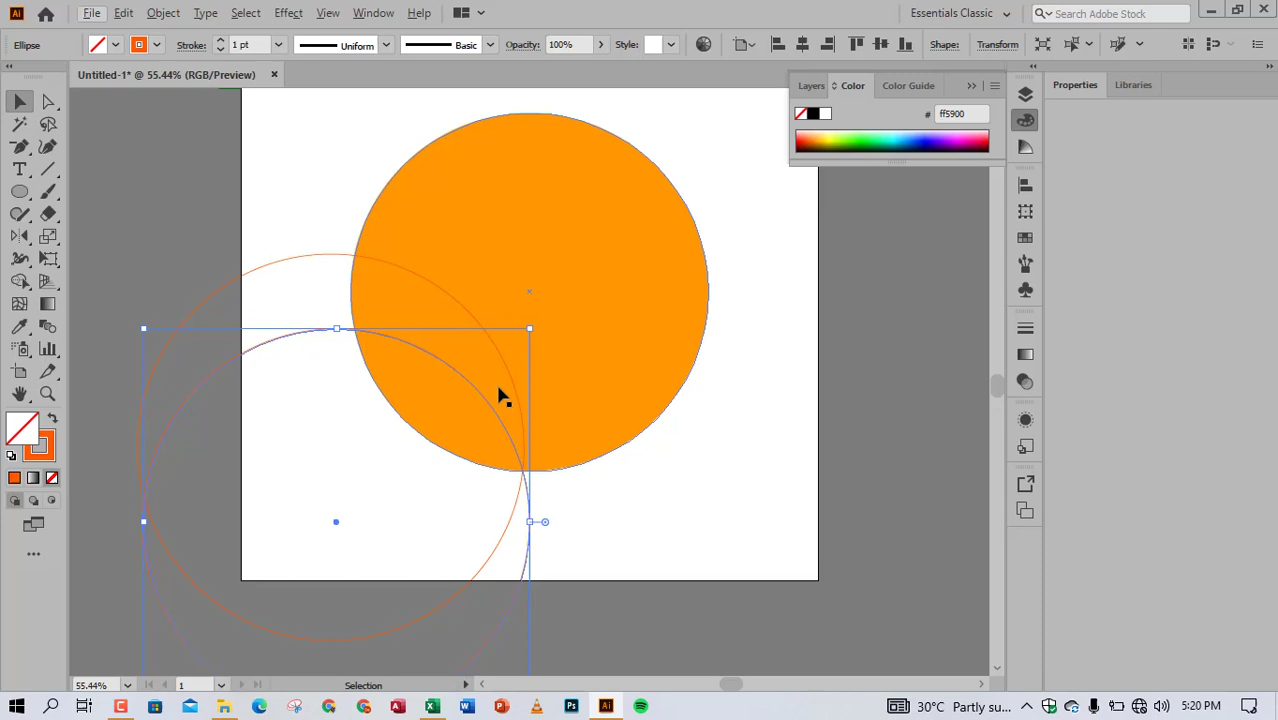 Ai File Edit Object Type Select Effect View Window Help Essentials Classic Search Adobe Stock
Ellipse Stroke: 1 pt Uniform Basic Opacity: 100% Style: Shape: Transform
Untitled-1* @ 55.44% (RGB/Preview)
Layers Color Color Guide
# ff5900
Properties Libraries
55.44% 1 Selection
30°C Partly su... 5:20 PM